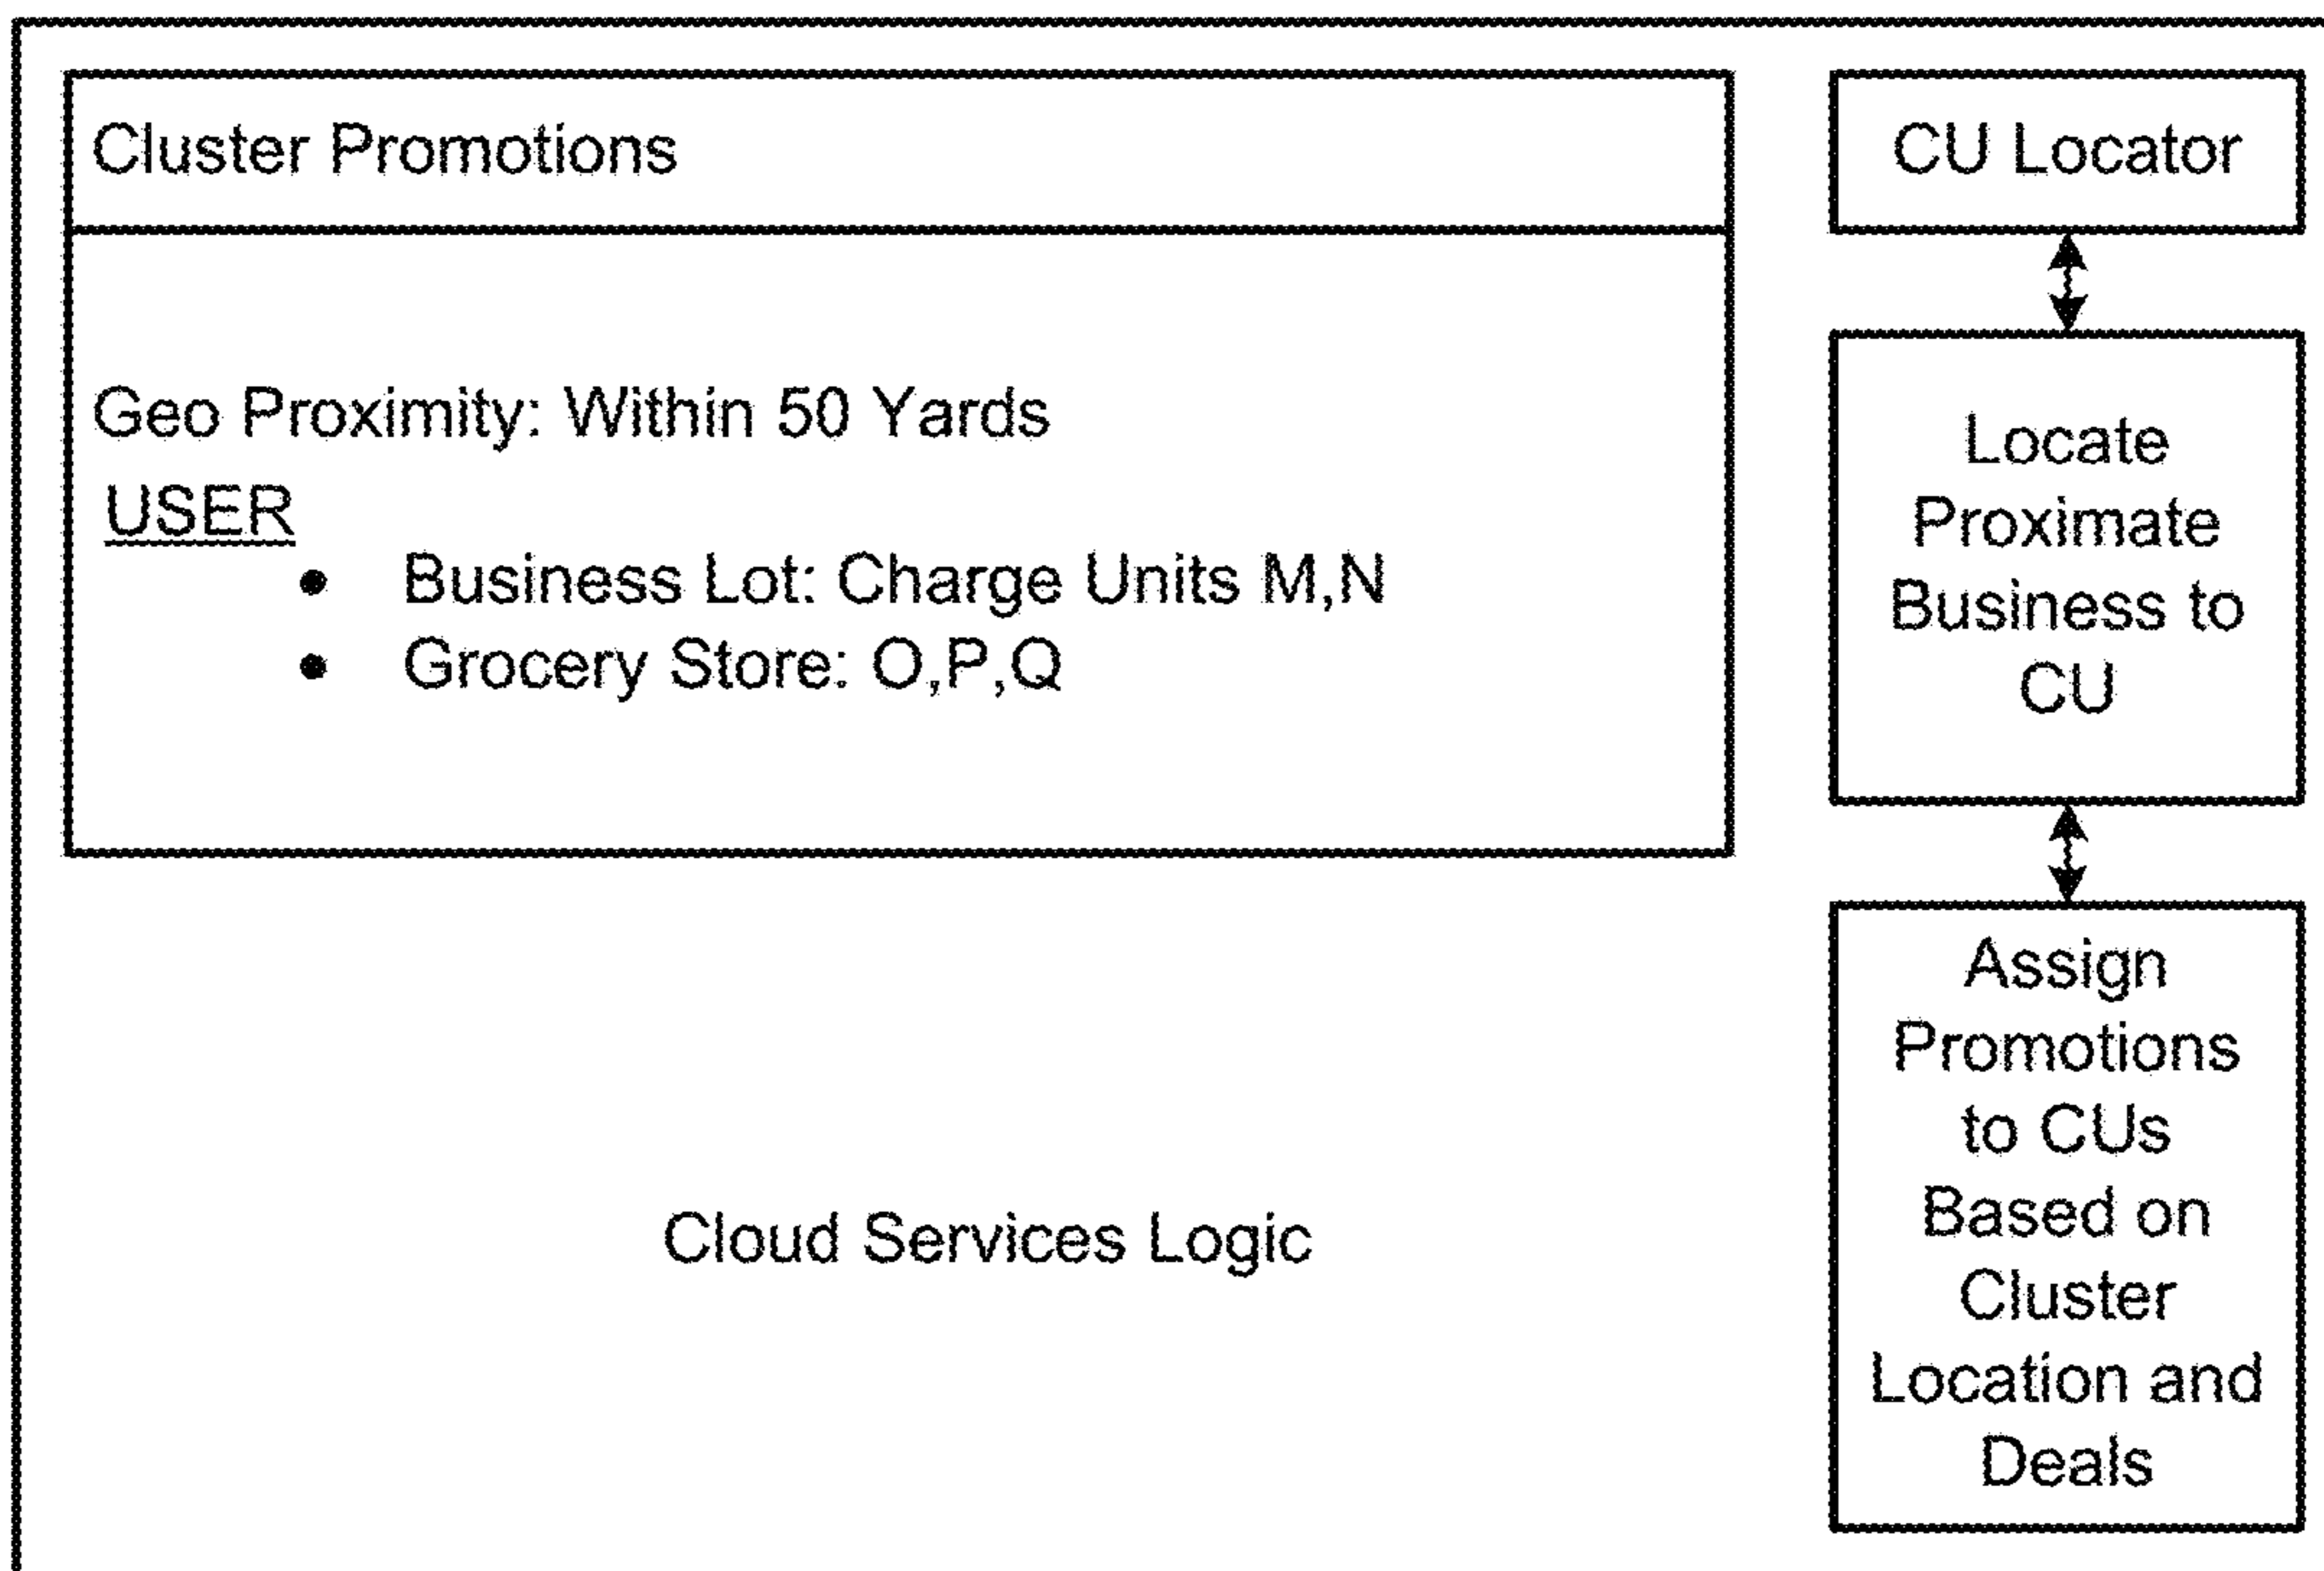 Cluster Promotions
Geo Proximity: Within 50 Yards
USER
• Business Lot: Charge Units M,N
• Grocery Store: O,P,Q
Cloud Services Logic
CU Locator
Locate
Proximate
Business to
CU
Assign
Promotions
to CUs
Based on
Cluster
Location and
Deals